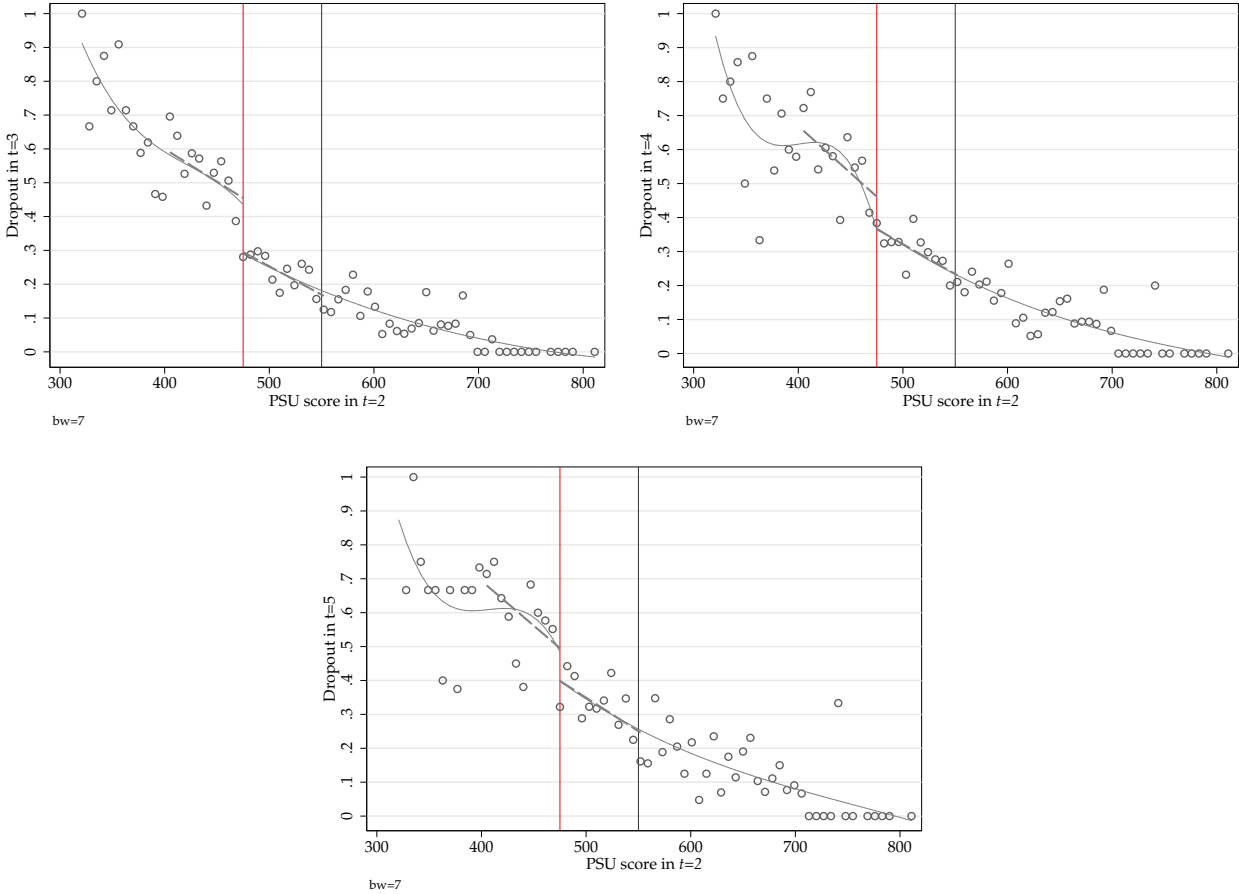 1
.9
.8
.7
.6
.5
.4
.3
.2
.1
0
Dropout in t=3
300 400 500 600 700 800
PSU score in t=2
bw=7
1
.9
.8
.7
.6
.5
.4
.3
.2
.1
0
Dropout in t=4
300 400 500 600 700 800
PSU score in t=2
bw=7
1
.9
.8
.7
.6
.5
.4
.3
.2
.1
0
Dropout in t=5
300 400 500 600 700 800
PSU score in t=2
bw=7